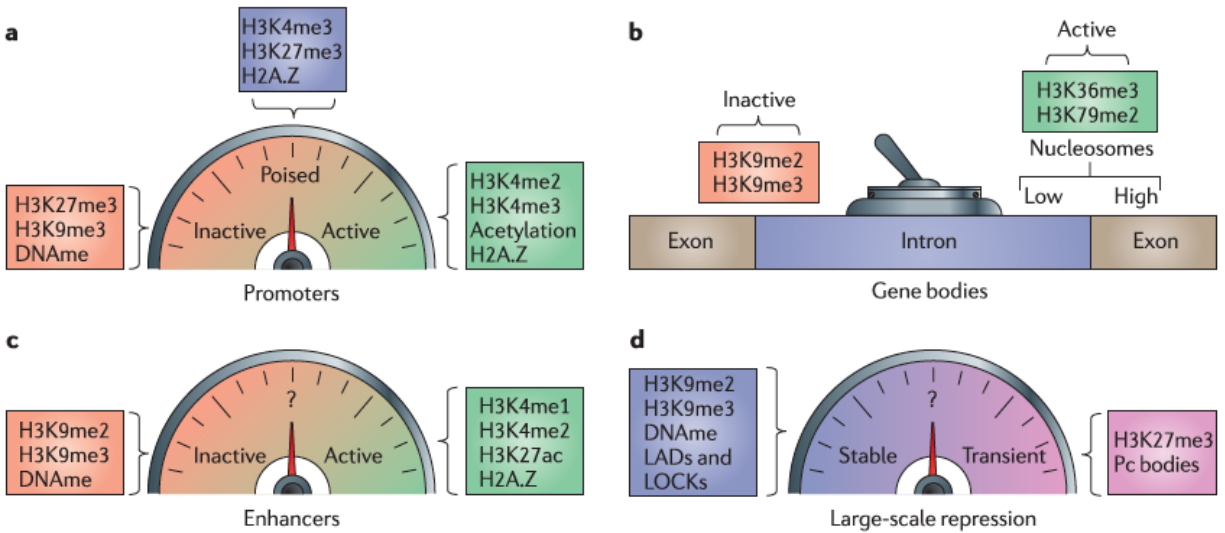 a
H3K4me3
H3K27me3
H2A.Z
H3K27me3
H3K9me3
DNAme
Poised
Inactive
Active
H3K4me2
H3K4me3
Acetylation
H2A.Z
Promoters
b
Inactive
H3K9me2
H3K9me3
Active
H3K36me3
H3K79me2
Nucleosomes
Low
High
Exon
Intron
Exon
Gene bodies
c
H3K9me2
H3K9me3
DNAme
?
Inactive
Active
H3K4me1
H3K4me2
H3K27ac
H2A.Z
Enhancers
d
H3K9me2
H3K9me3
DNAme
LADs and
LOCKs
?
Stable
Transient
H3K27me3
Pc bodies
Large-scale repression